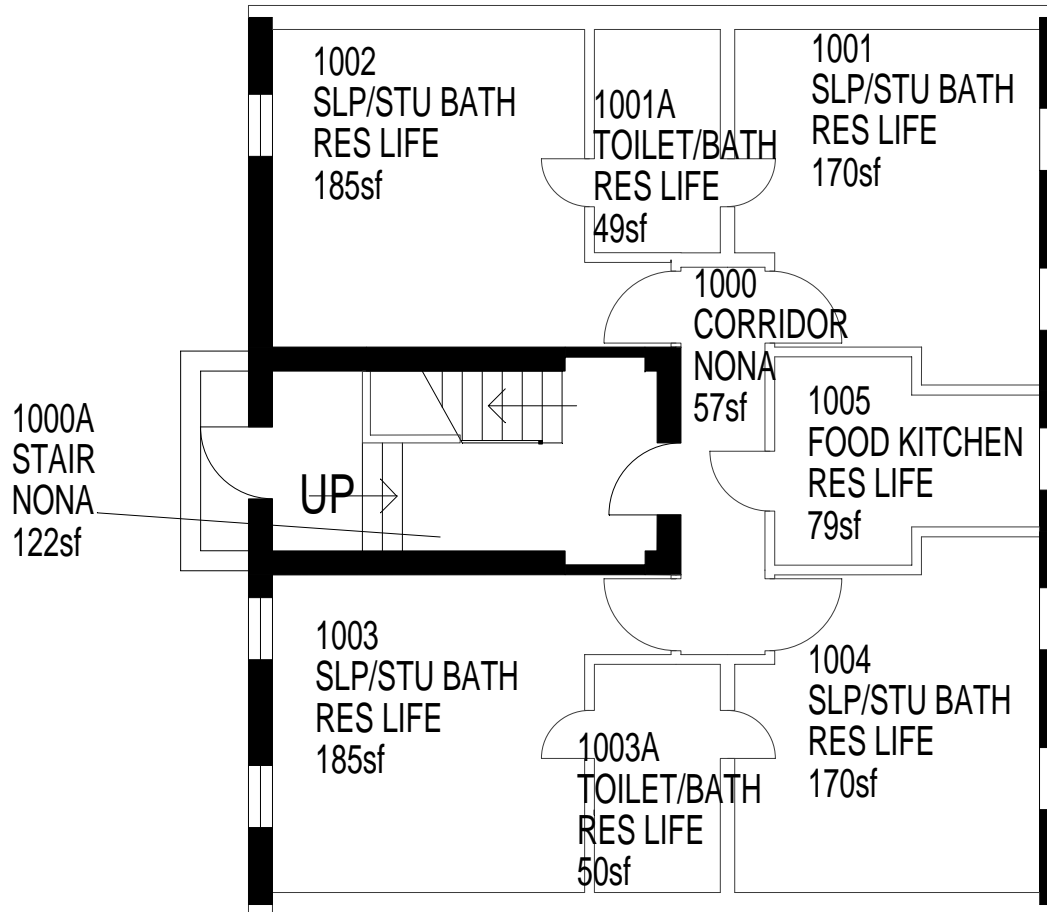 1002
SLP/STU BATH
RES LIFE
185sf
1001A
TOILET/BATH
RES LIFE
49sf
1001
SLP/STU BATH
RES LIFE
170sf
1000
CORRIDOR
NONA
57sf
1000A
STAIR
NONA
122sf
UP
1005
FOOD KITCHEN
RES LIFE
79sf
1003
SLP/STU BATH
RES LIFE
185sf
1003A
TOILET/BATH
RES LIFE
50sf
1004
SLP/STU BATH
RES LIFE
170sf